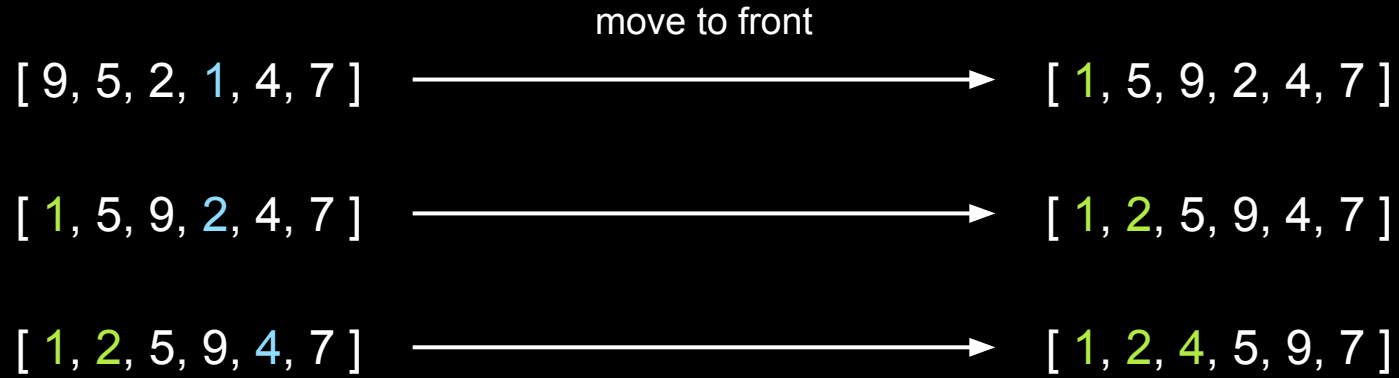 move to front
[ 9, 5, 2, 1, 4, 7 ] [ 1, 5, 9, 2, 4, 7 ]
[ 1, 5, 9, 2, 4, 7 ] [ 1, 2, 5, 9, 4, 7 ]
[ 1, 2, 5, 9, 4, 7 ] [ 1, 2, 4, 5, 9, 7 ]